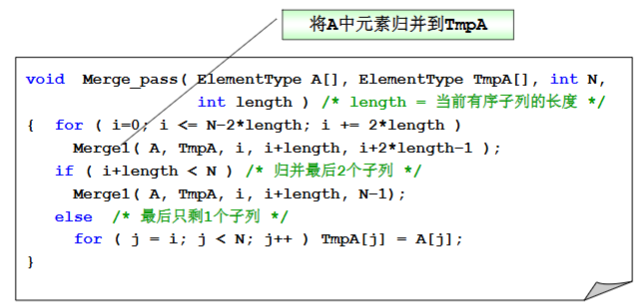 将A中元素归并到TmpA
void Merge_pass( ElementType A[], ElementType TmpA[], int N,
int length ) /* length = 当前有序子列的长度 */
{ for ( i=0; i <= N-2*length; i += 2*length )
Merge1( A, TmpA, i, i+length, i+2*length-1 );
if ( i+length < N ) /* 归并最后2个子列 */
Merge1( A, TmpA, i, i+length, N-1);
else /* 最后只剩1个子列 */
for ( j = i; j < N; j++ ) TmpA[j] = A[j];
}